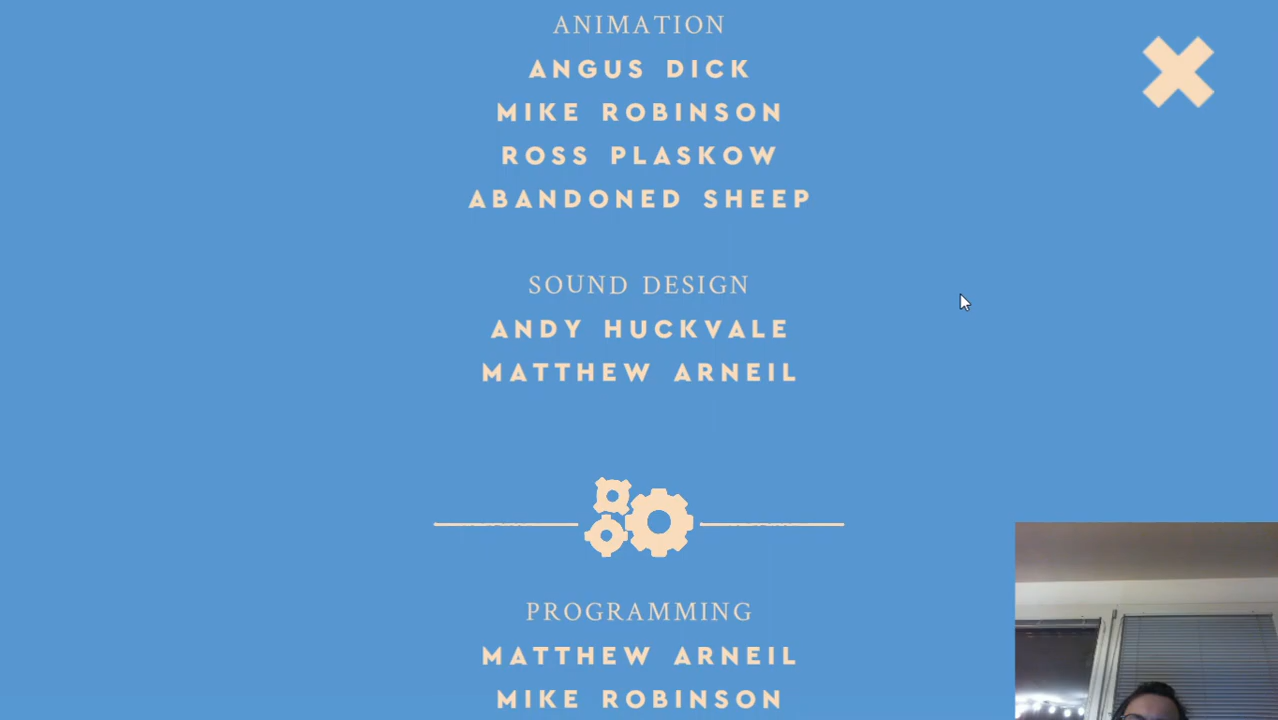 ANIMATION
ANGUS DICK
MIKE ROBINSON
ROSS PLASKOW
ABANDONED SHEEP
SOUND DESIGN
ANDY HUCKVALE
MATTHEW ARNEIL
PROGRAMMING
MATTHEW ARNEIL
MIKE ROBINSON